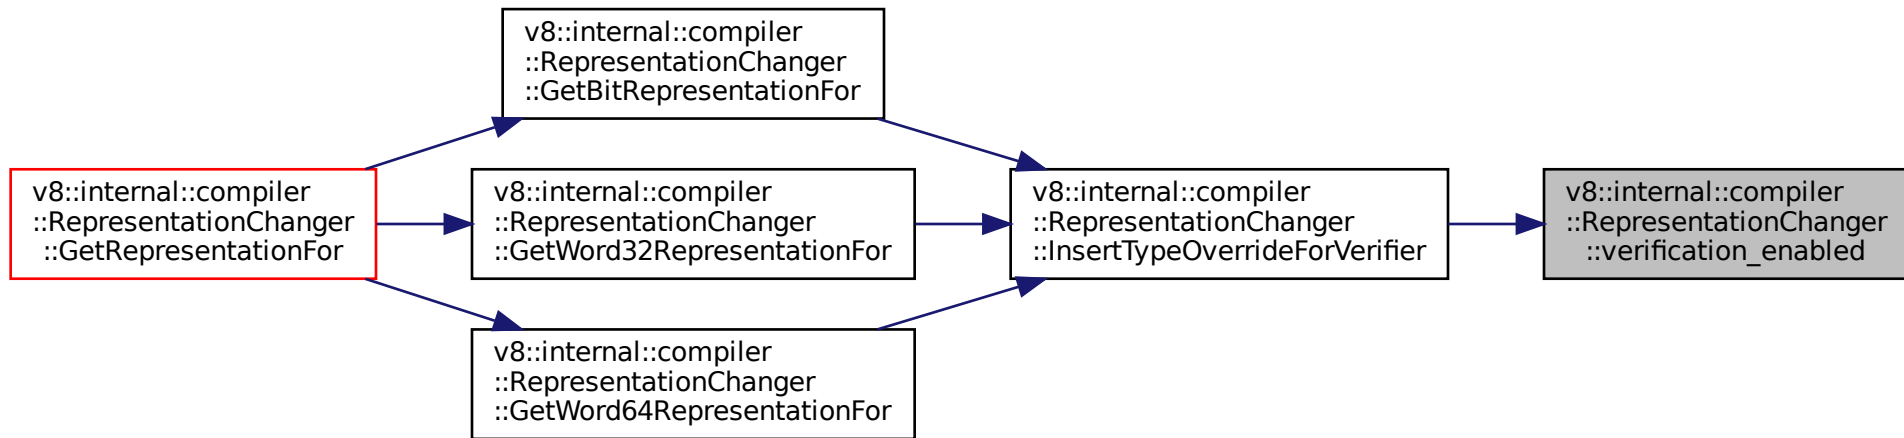 v8::internal::compiler
::RepresentationChanger
::GetRepresentationFor
v8::internal::compiler
::RepresentationChanger
::GetBitRepresentationFor
v8::internal::compiler
::RepresentationChanger
::GetWord32RepresentationFor
v8::internal::compiler
::RepresentationChanger
::GetWord64RepresentationFor
v8::internal::compiler
::RepresentationChanger
::InsertTypeOverrideForVerifier
v8::internal::compiler
::RepresentationChanger
::verification_enabled